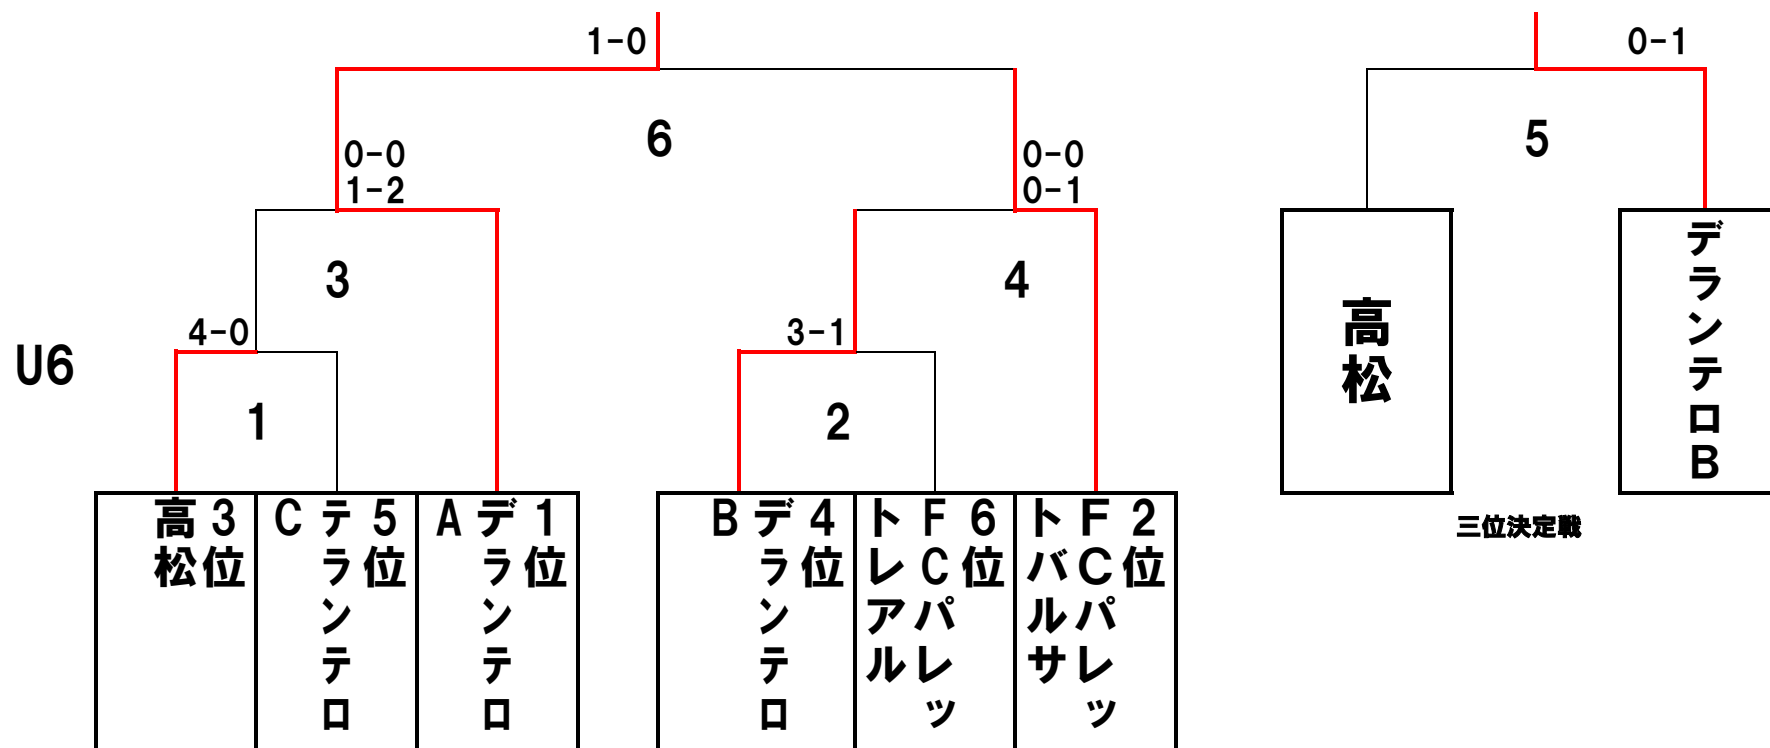 1-0
0-1
6
5
0-0
1-2
0-0
0-1
3
4
4-0
3-1
U6
1
2
3位
高松
5位
テランテロ
C
1位
デランテロ
A
4位
デランテロ
B
6位
FCパレッ
トレアル
2位
FCパレッ
トバルサ
高松
デランテロB
三位決定戦